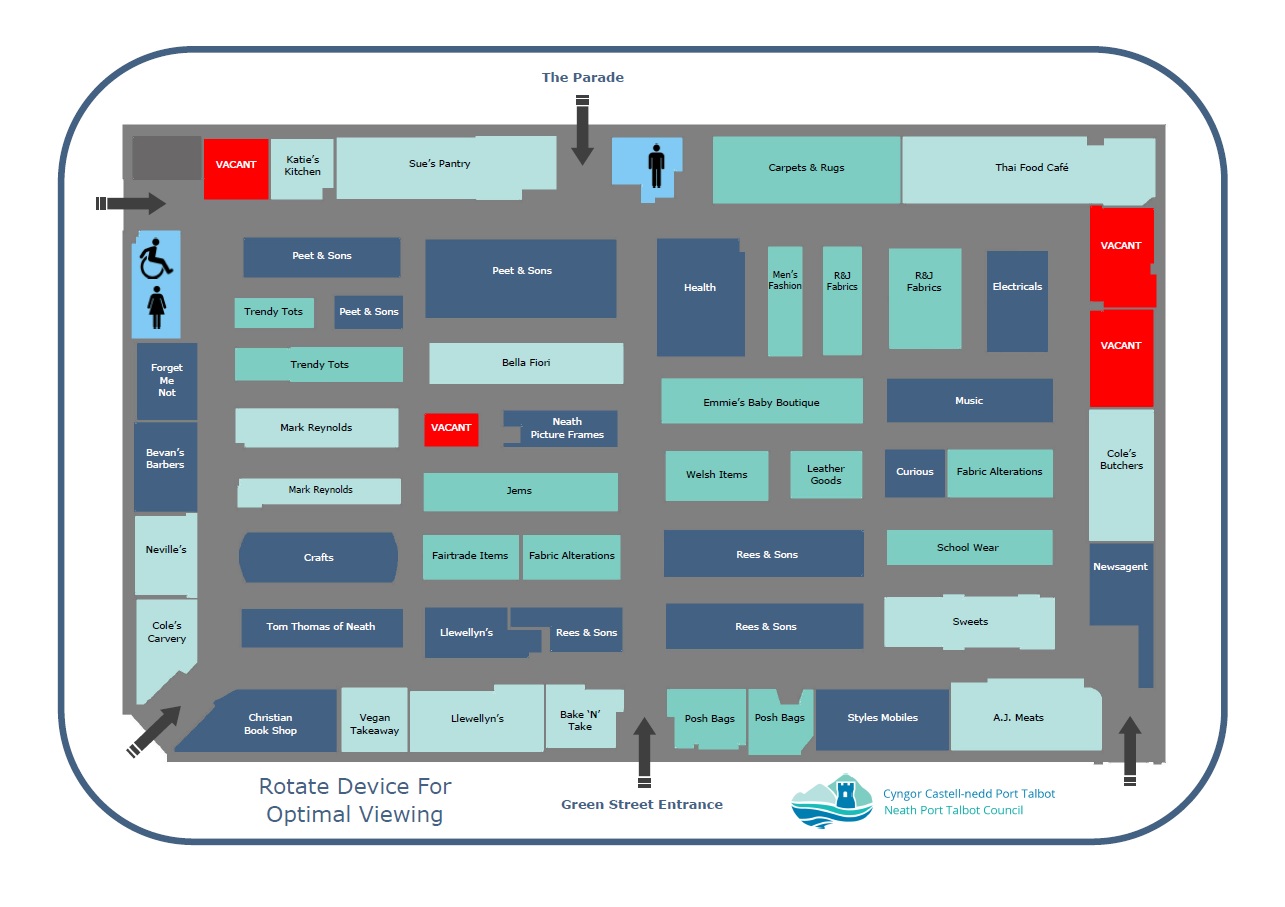 The Parade
VACANT
Katie's
Kitchen
Sue's Pantry
Carpets & Rugs
Thai Food Café
VACANT
Peet & Sons
Peet & Sons
Health
Men's
Fashion
R&J
Fabrics
R&J
Fabrics
Electricals
Trendy Tots
Peet & Sons
VACANT
Forget
Me
Not
Trendy Tots
Bella Fiori
Emmie's Baby Boutique
Music
Mark Reynolds
VACANT
Neath
Picture Frames
Bevan's
Barbers
Cole's
Butchers
Mark Reynolds
Jems
Welsh Items
Leather
Goods
Curious
Fabric Alterations
Neville's
Crafts
Fairtrade Items
Fabric Alterations
Rees & Sons
School Wear
Newsagent
Cole's
Carvery
Tom Thomas of Neath
Llewellyn's
Rees & Sons
Rees & Sons
Sweets
Christian
Book Shop
Vegan
Takeaway
Llewellyn's
Bake 'N'
Take
Posh Bags
Posh Bags
Styles Mobiles
A.J. Meats
Rotate Device For
Optimal Viewing
Green Street Entrance
Cyngor Castell-nedd Port Talbot
Neath Port Talbot Council